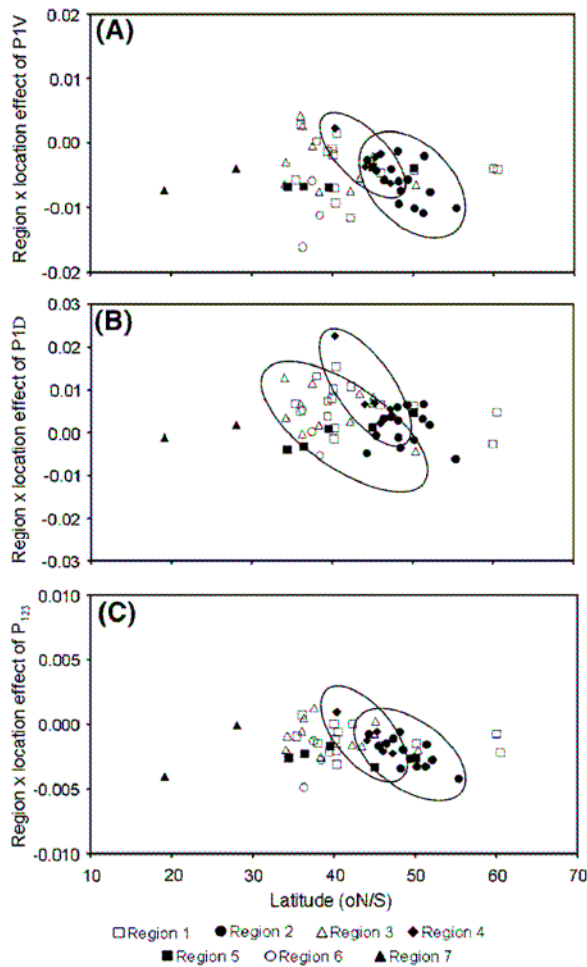 (A)
Region x location effect of P1V
0.02
0.01
0.00
-0.01
-0.02
(B)
Region x location effect of P1D
0.03
0.02
0.01
0.00
-0.01
-0.02
-0.03
(C)
Region x location effect of P123
0.010
0.005
0.000
-0.005
-0.010
10 20 30 40 50 60 70
Latitude (oN/S)
Region 1 Region 2 Region 3 Region 4
Region 5 Region 6 Region 7